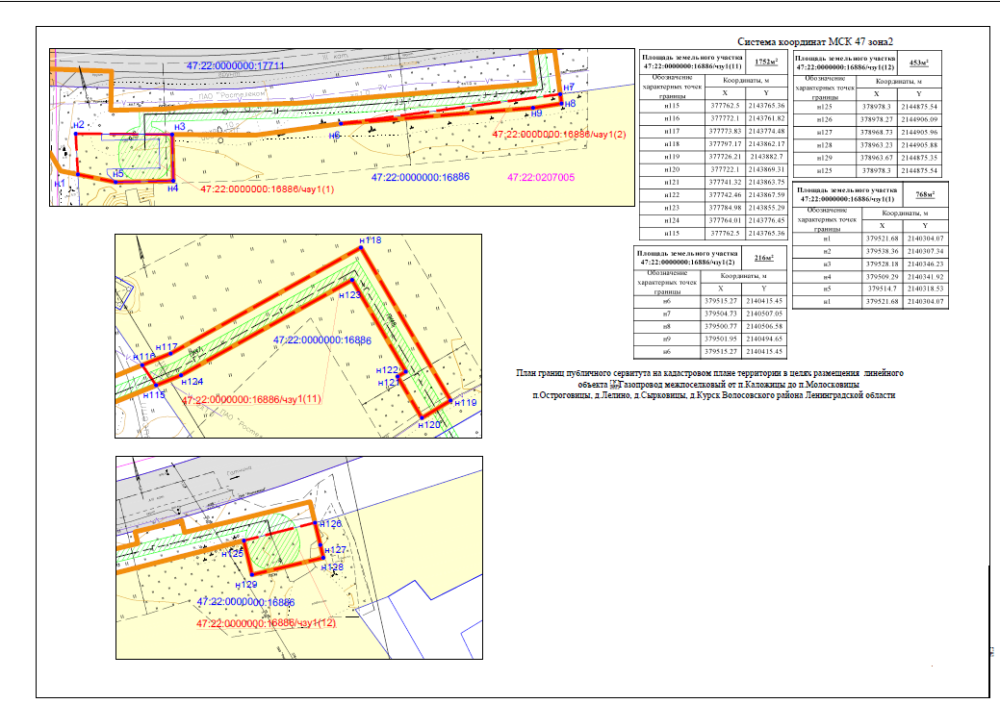 Система координат МСК 47 зона2
Площадь земельного участка
47:22:0000000:16886/чзу1(11)
1752м²
Обозначение
характерных точек
границы
Координаты, м
X Y
н115 377762.5 2143765.36
н116 377772.1 2143761.82
н117 377773.83 2143774.48
н118 377797.17 2143862.17
н119 377726.21 2143882.7
н120 377722.1 2143869.31
н121 377741.32 2143863.75
н122 377742.46 2143867.59
н123 377784.98 2143855.29
н124 377764.01 2143776.45
н115 377762.5 2143765.36
Площадь земельного участка
47:22:0000000:16886/чзу1(12)
453м²
Обозначение
характерных точек
границы
Координаты, м
X Y
н125 378978.3 2144875.54
н126 378978.27 2144906.09
н127 378968.73 2144905.96
н128 378963.23 2144905.88
н129 378963.67 2144875.35
н125 378978.3 2144875.54
Площадь земельного участка
47:22:0000000:16886/чзу1(1)
768м²
Обозначение
характерных точек
границы
Координаты, м
X Y
н1 379521.68 2140304.07
н2 379538.36 2140307.34
н3 379528.18 2140346.23
н4 379509.29 2140341.92
н5 379514.7 2140318.53
н1 379521.68 2140304.07
Площадь земельного участка
47:22:0000000:16886/чзу1(2)
216м²
Обозначение
характерных точек
границы
Координаты, м
X Y
н6 379515.27 2140415.45
н7 379504.73 2140507.05
н8 379500.77 2140506.58
н9 379501.95 2140494.65
н6 379515.27 2140415.45
План границ публичного сервитута на кадастровом плане территории в целях размещения линейного
объекта Газопровод межпоселковый от п.Каложицы до п.Молосковицы
п.Остроговицы, д.Лелино, д.Сырковицы, д.Курск Волосовского района Ленинградской области
47:22:0000000:17711
ПАО "Ростелеком"
н7
н8
н9
н2
н3
н6
47:22:0000000:16886/чзу1(2)
н5
н1
н4
47:22:0000000:16886/чзу1(1)
47:22:0000000:16886
47:22:0207005
н118
н123
47:22:0000000:16886
н117
н116
н124
н115
н122
н121
47:22:0000000:16886/чзу1(11)
н119
н120
ПАО "Ростелеком"
Гатчина
н126
н125
н127
н128
н129
47:22:0000000:16886
47:22:0000000:16886/чзу1(12)